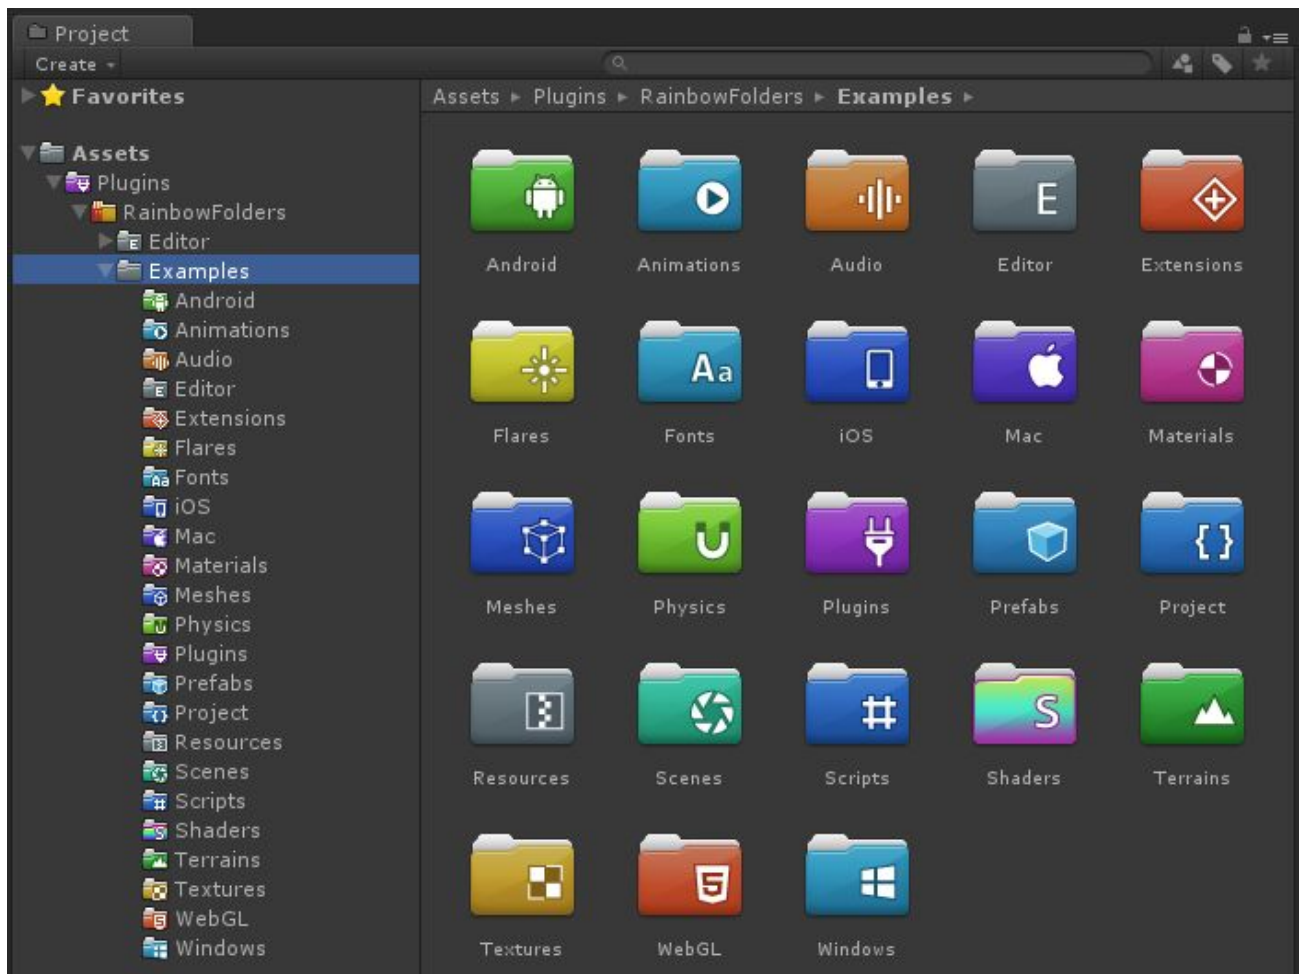 Project
Create
Favorites
Assets
Plugins
RainbowFolders
Editor
Examples
Android
Animations
Audio
Editor
Extensions
Flares
Fonts
iOS
Mac
Materials
Meshes
Physics
Plugins
Prefabs
Project
Resources
Scenes
Scripts
Shaders
Terrains
Textures
WebGL
Windows
Assets ▸ Plugins ▸ RainbowFolders ▸ Examples ▸
E
Android Animations Audio Editor Extensions
Aa
Flares Fonts iOS Mac Materials
{ }
Meshes Physics Plugins Prefabs Project
# S
Resources Scenes Scripts Shaders Terrains
5
Textures WebGL Windows